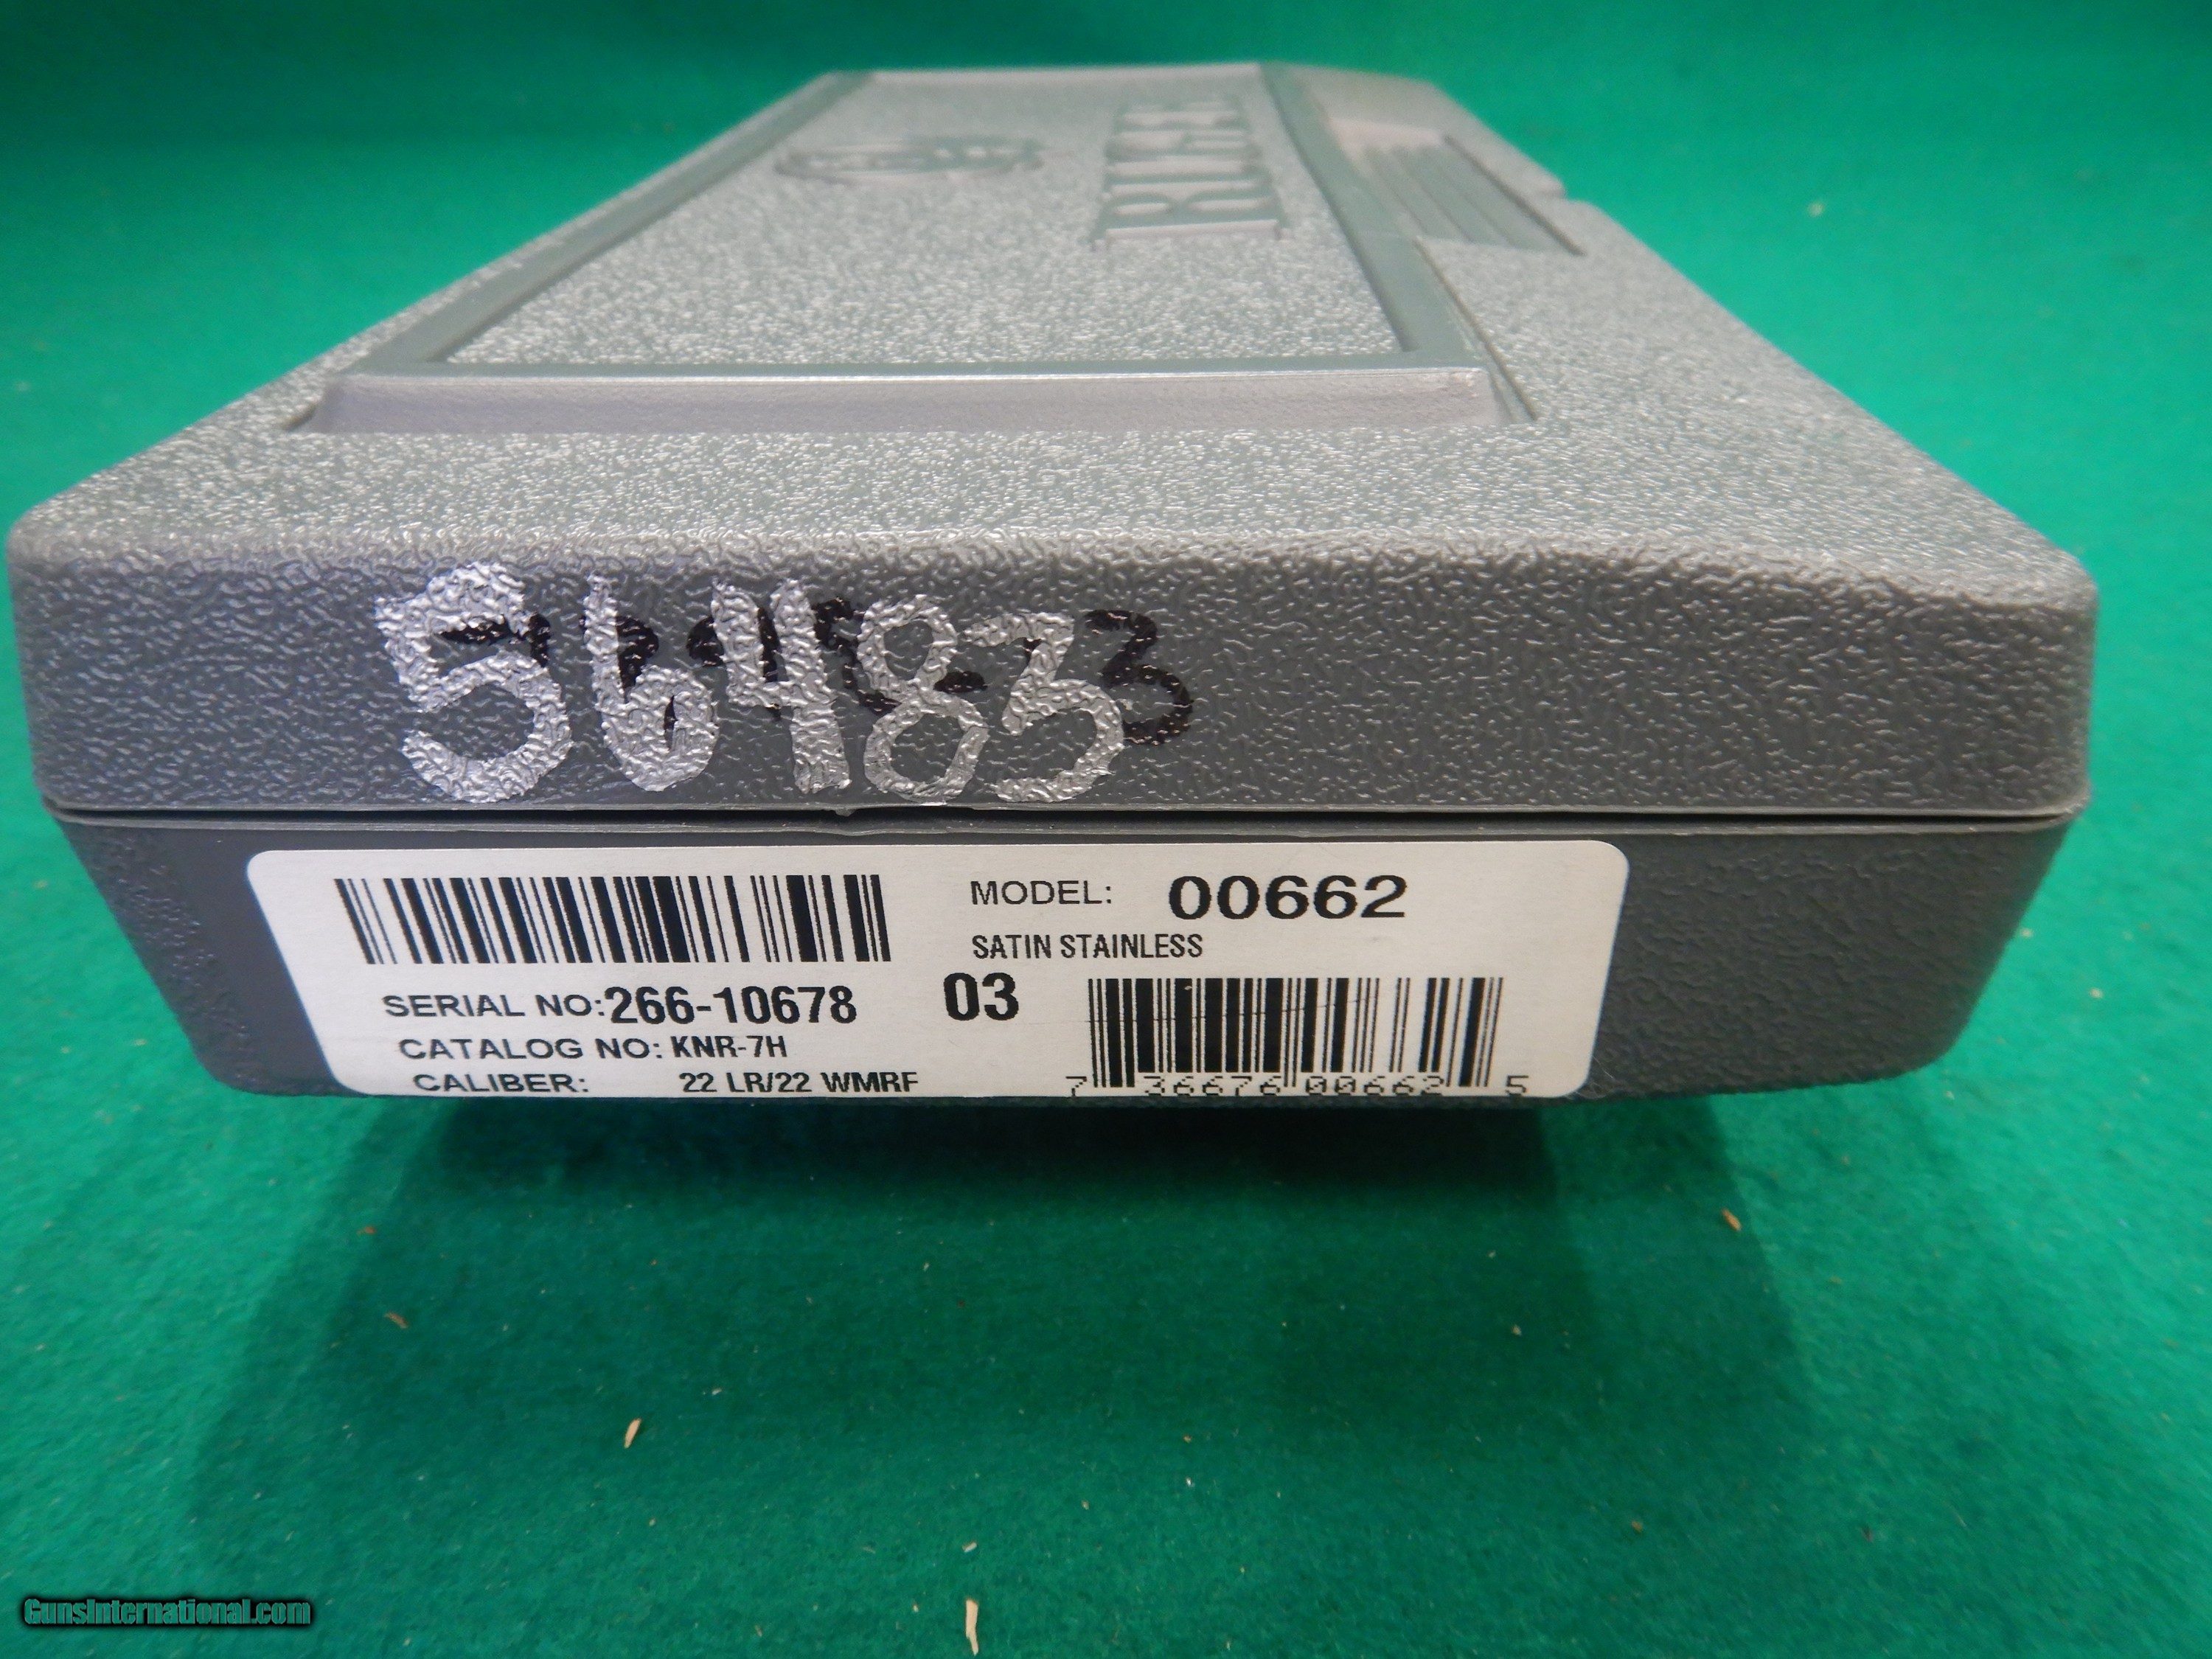 RUGER
56483
MODEL: 00662
SATIN STAINLESS
SERIAL NO: 266-10678 03
CATALOG NO: KNR-7H
CALIBER: 22 LR/22 WMRF
7 36676 00662 5
GunsInternational.com